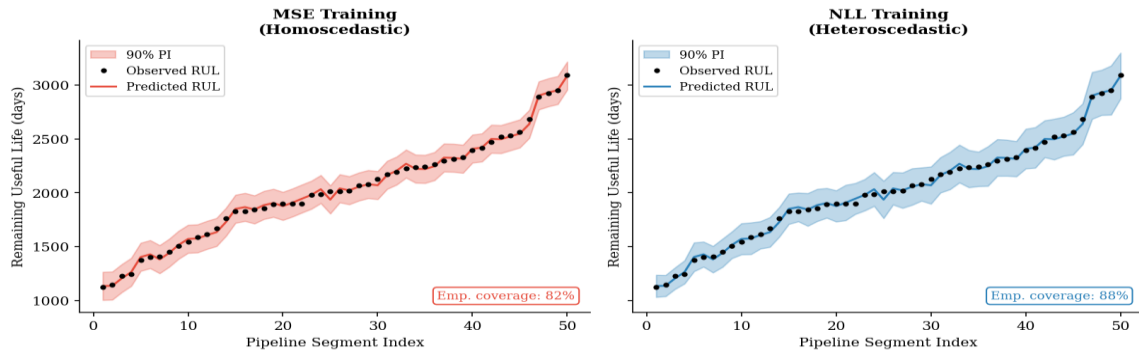 MSE Training
(Homoscedastic)
90% PI
Observed RUL
Predicted RUL
Remaining Useful Life (days)
3000
2500
2000
1500
1000
Emp. coverage: 82%
0
10
20
30
40
50
Pipeline Segment Index
NLL Training
(Heteroscedastic)
90% PI
Observed RUL
Predicted RUL
Remaining Useful Life (days)
Emp. coverage: 88%
0
10
20
30
40
50
Pipeline Segment Index